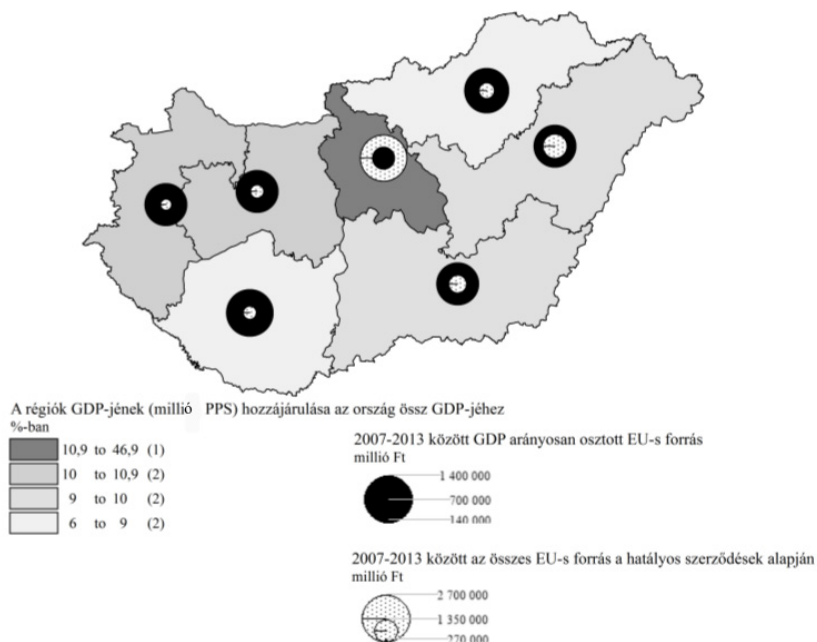 A régiók GDP-jének (millió PPS) hozzájárulása az ország össz GDP-jéhez
%-ban
10,9 to 46,9 (1)
10 to 10,9 (2)
9 to 10 (2)
6 to 9 (2)
2007-2013 között GDP arányosan osztott EU-s forrás
millió Ft
1 400 000
700 000
140 000
2007-2013 között az összes EU-s forrás a hatályos szerződések alapján
millió Ft
2 700 000
1 350 000
270 000